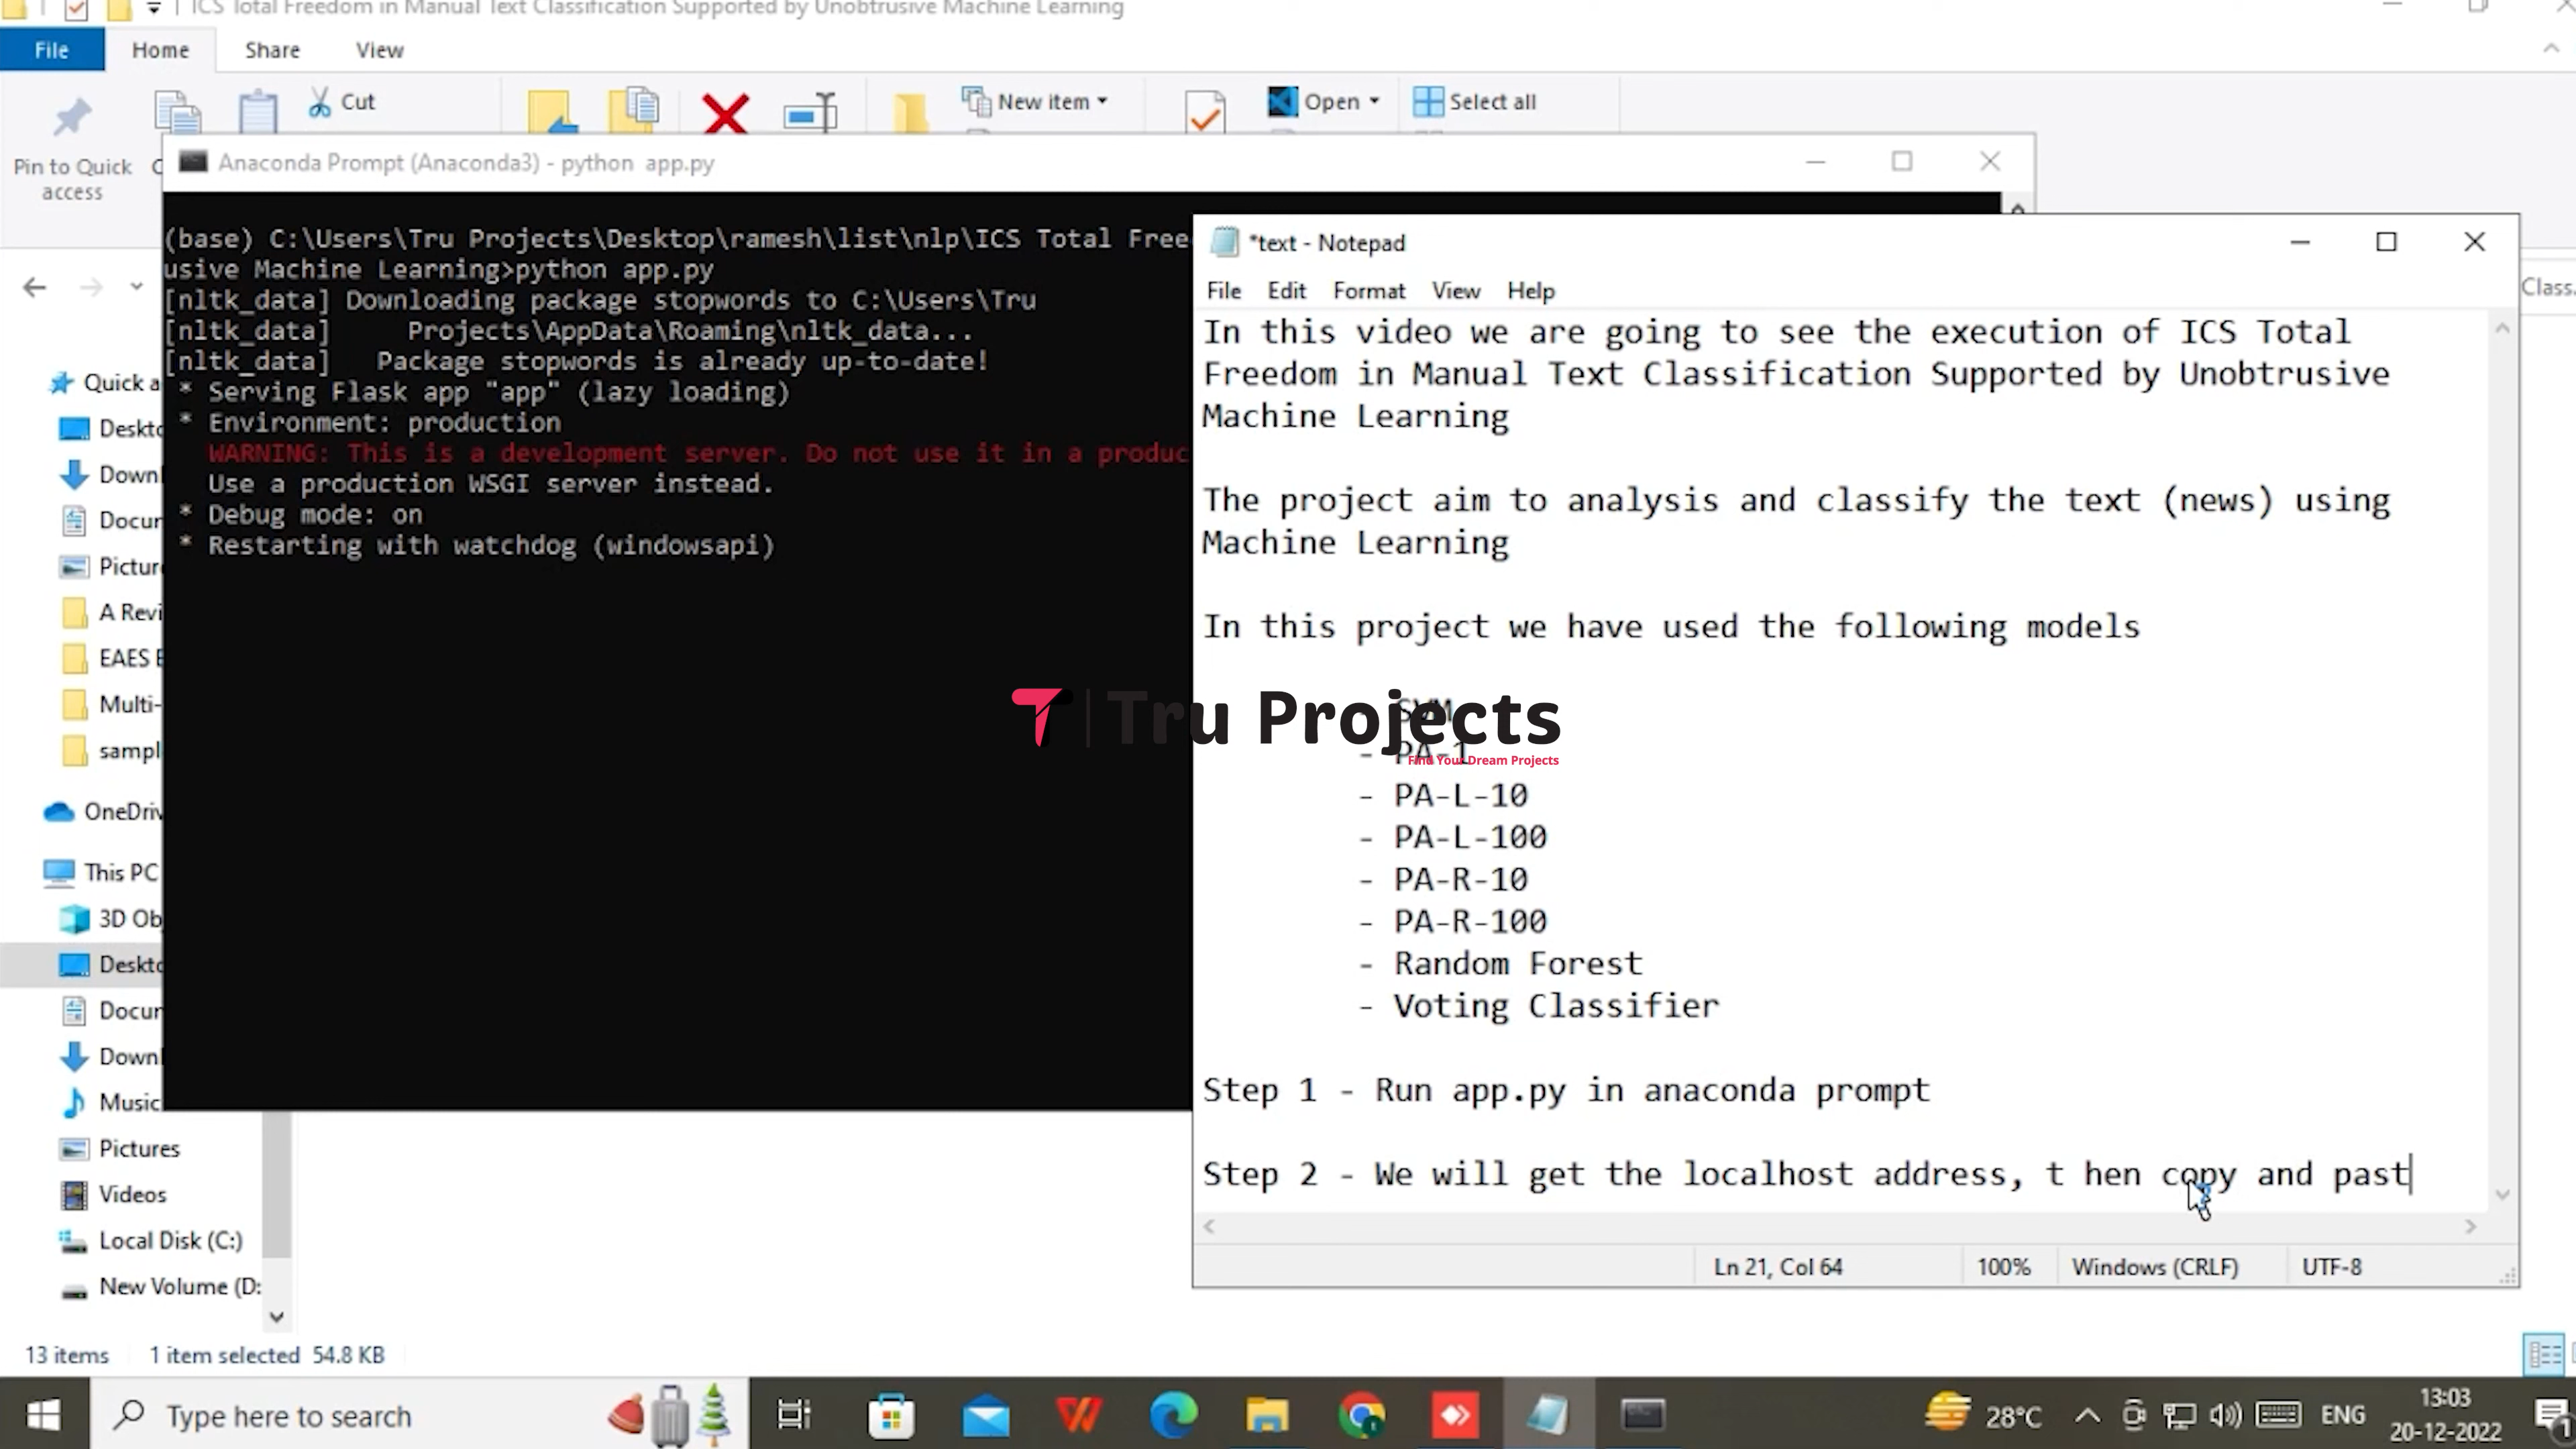 ICS Total Freedom in Manual Text Classification Supported by Unobtrusive Machine Learning
File Home Share View
Cut
New item
Open
Select all
Pin to Quick
access
Anaconda Prompt (Anaconda3) - python app.py
(base) C:\Users\Tru Projects\Desktop\ramesh\list\nlp\ICS Total Free
usive Machine Learning>python app.py
[nltk_data] Downloading package stopwords to C:\Users\Tru
[nltk_data]     Projects\AppData\Roaming\nltk_data...
[nltk_data]   Package stopwords is already up-to-date!
* Serving Flask app "app" (lazy loading)
* Environment: production
WARNING: This is a development server. Do not use it in a produc
Use a production WSGI server instead.
* Debug mode: on
* Restarting with watchdog (windowsapi)
*text - Notepad
File Edit Format View Help
In this video we are going to see the execution of ICS Total
Freedom in Manual Text Classification Supported by Unobtrusive
Machine Learning
The project aim to analysis and classify the text (news) using
Machine Learning
In this project we have used the following models
- SVM
- PA-1
- PA-L-10
- PA-L-100
- PA-R-10
- PA-R-100
- Random Forest
- Voting Classifier
Step 1 - Run app.py in anaconda prompt
Step 2 - We will get the localhost address, t hen copy and past
Ln 21, Col 64 100% Windows (CRLF) UTF-8
Tru Projects
Find Your Dream Projects
Class.
Quick a
Deskto
Downl
Docur
Pictur
A Revi
EAES E
Multi-
sampl
OneDriv
This PC
3D Ob
Deskto
Docur
Downl
Music
Pictures
Videos
Local Disk (C:)
New Volume (D:
13 items 1 item selected 54.8 KB
Type here to search
28°C
ENG
13:03
20-12-2022
1